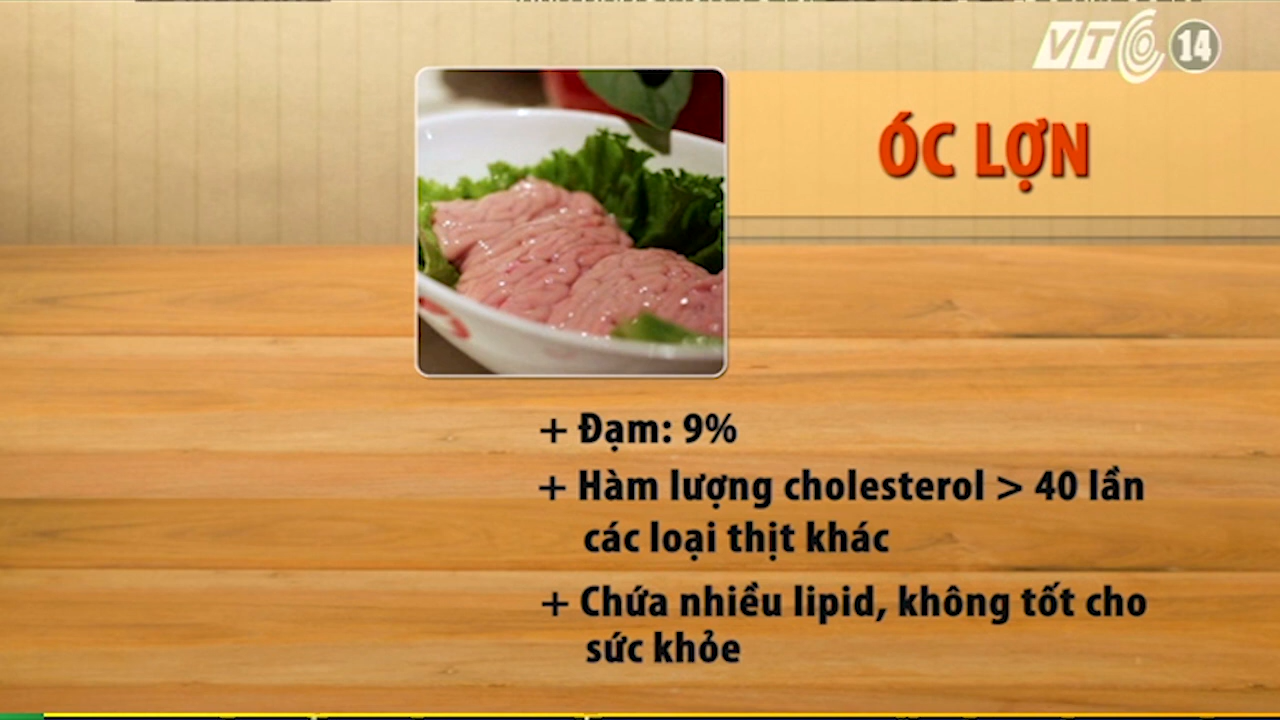 VTC 14
ÓC LỢN
+ Đạm: 9%
+ Hàm lượng cholesterol > 40 lần
các loại thịt khác
+ Chứa nhiều lipid, không tốt cho
sức khỏe